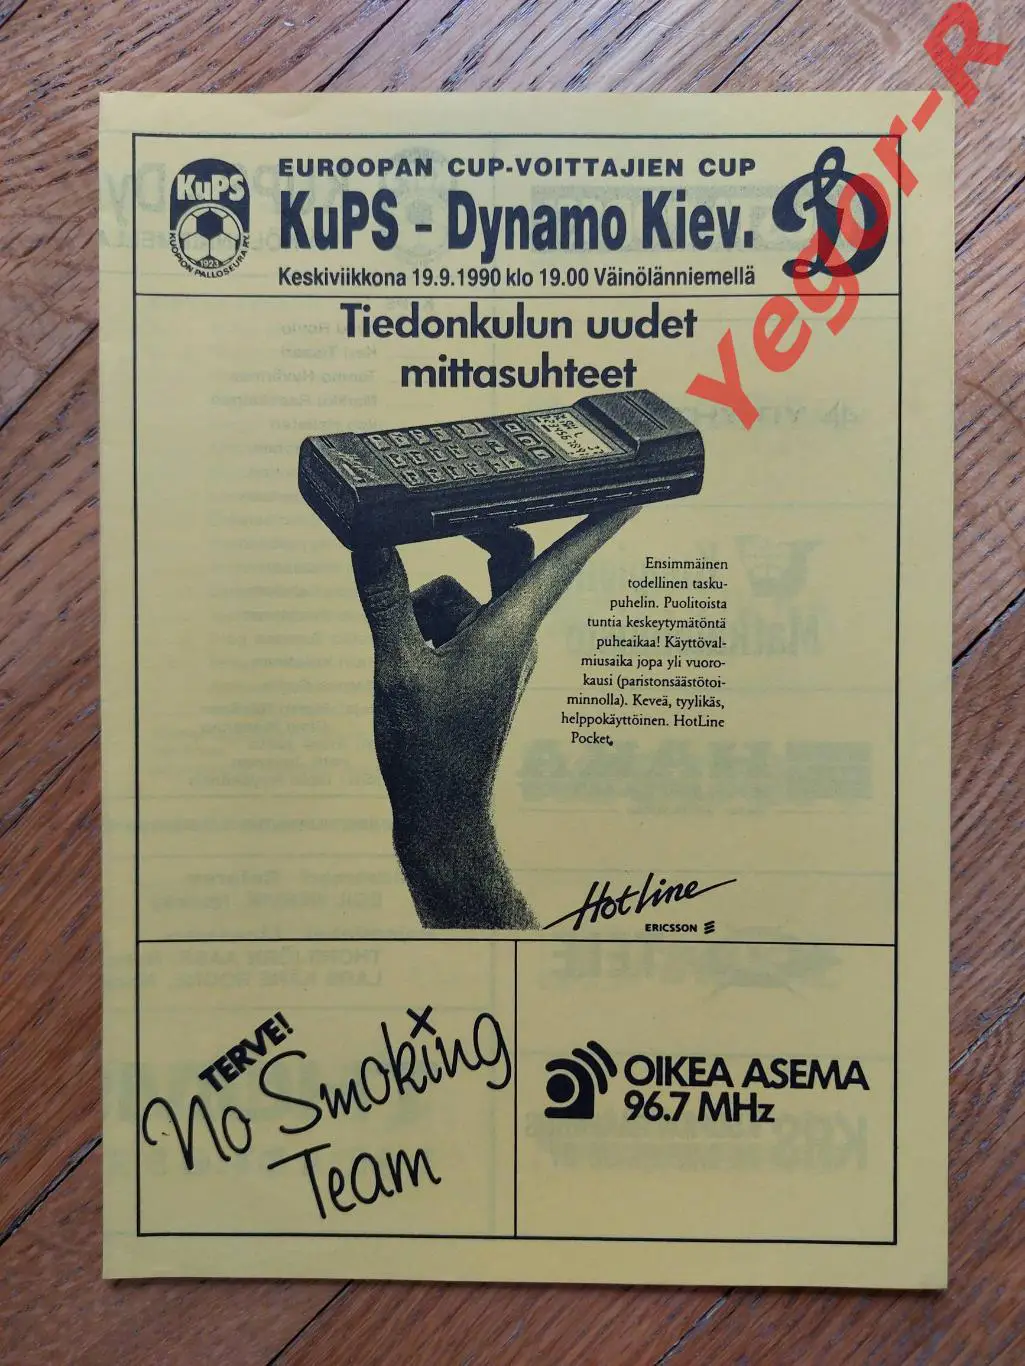 KuPS
KUOPION PALLOSEURA R.Y.
1923
EUROOPAN CUP-VOITTAJIEN CUP
KuPS - Dynamo Kiev.
Keskiviikkona 19.9.1990 klo 19.00 Väinölänniemellä
Yegor-R
Tiedonkulun uudet
mittasuhteet
Ensimmäinen
todellinen tasku-
puhelin. Puolitoista
tuntia keskeytymätöntä
puheaikaa! Käyttöval-
miusaika jopa yli vuoro-
kausi (paristonsäästötoi-
minnolla). Keveä, tyylikäs,
helppokäyttöinen. HotLine
Pocket.
HotLine
ERICSSON
TERVE!
No Smoking
Team
OIKEA ASEMA
96.7 MHz